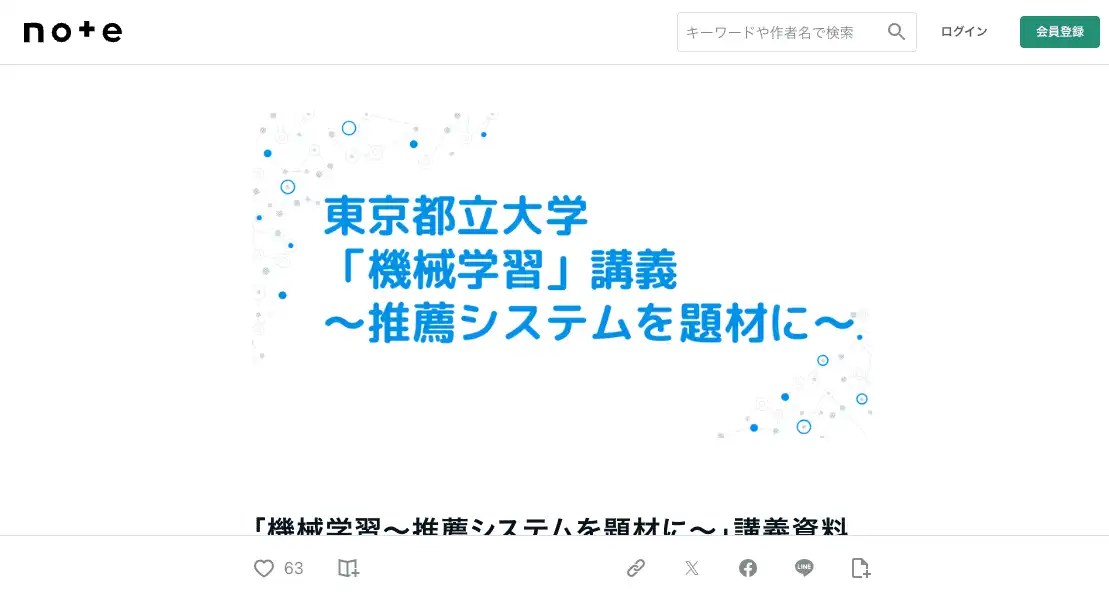 note
キーワードや作者名で検索
ログイン
会員登録
東京都立大学
「機械学習」講義
〜推薦システムを題材に〜
「機械学習〜推薦システムを題材に〜」講義資料
63
LINE